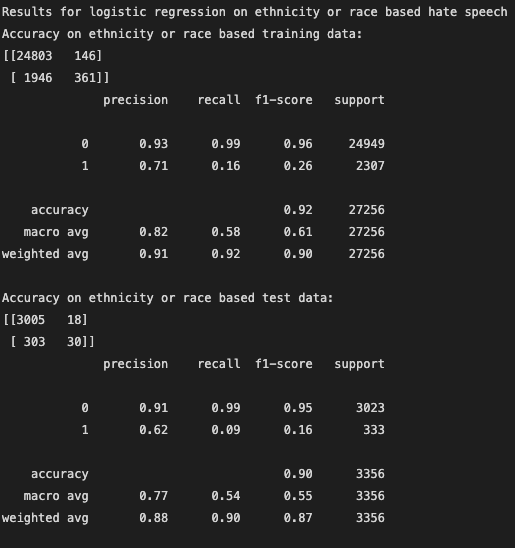 Results for logistic regression on ethnicity or race based hate speech
Accuracy on ethnicity or race based training data:
[[24803   146]
 [ 1946   361]]
              precision    recall  f1-score   support

           0       0.93      0.99      0.96     24949
           1       0.71      0.16      0.26      2307

    accuracy                           0.92     27256
   macro avg       0.82      0.58      0.61     27256
weighted avg       0.91      0.92      0.90     27256

Accuracy on ethnicity or race based test data:
[[3005   18]
 [ 303   30]]
              precision    recall  f1-score   support

           0       0.91      0.99      0.95      3023
           1       0.62      0.09      0.16       333

    accuracy                           0.90      3356
   macro avg       0.77      0.54      0.55      3356
weighted avg       0.88      0.90      0.87      3356